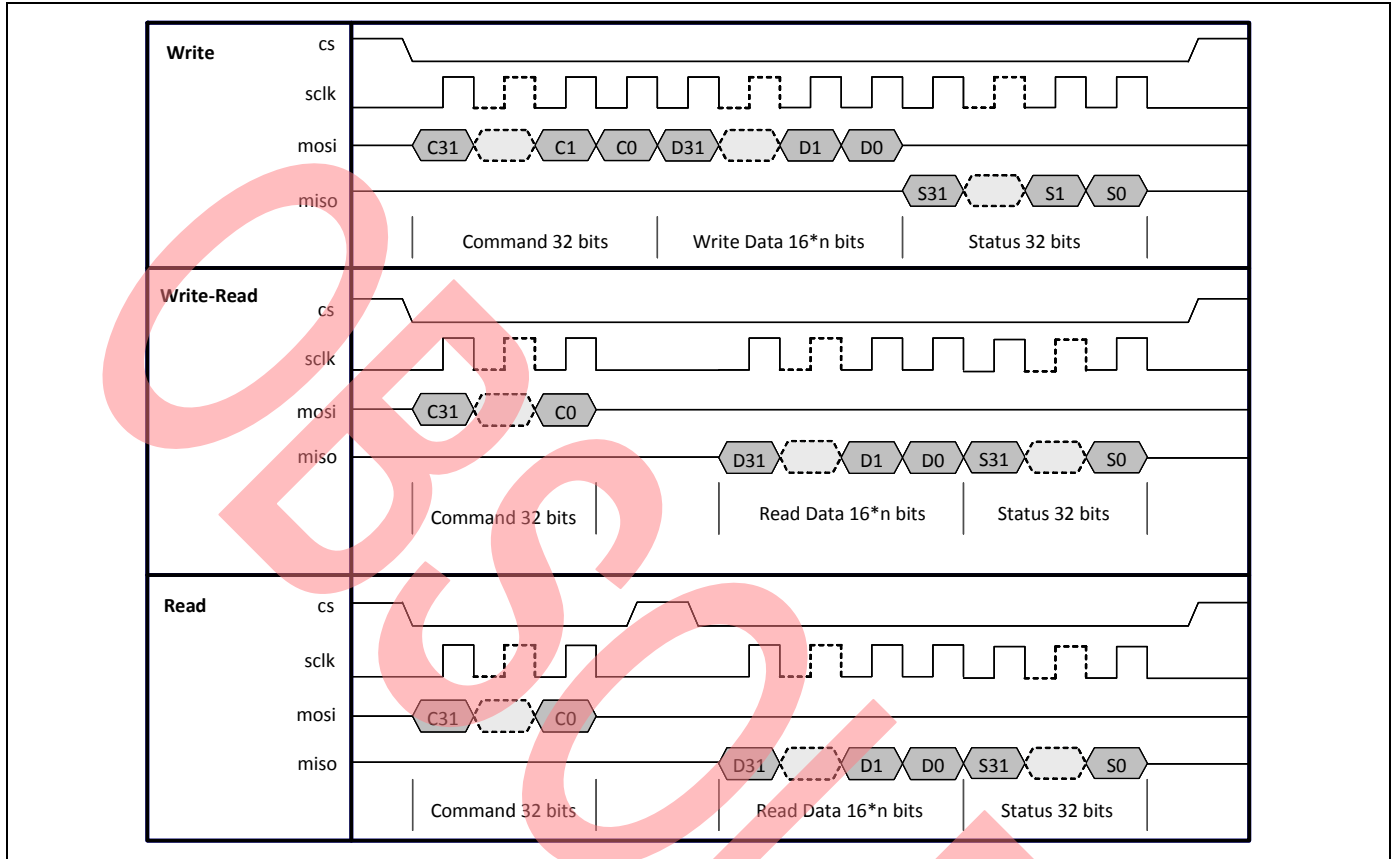 Write
cs
sclk
mosi C31 C1 C0 D31 D1 D0
miso S31 S1 S0
Command 32 bits Write Data 16*n bits Status 32 bits
Write-Read
cs
sclk
mosi C31 C0
miso D31 D1 D0 S31 S0
Command 32 bits Read Data 16*n bits Status 32 bits
Read
cs
sclk
mosi C31 C0
miso D31 D1 D0 S31 S0
Command 32 bits Read Data 16*n bits Status 32 bits
OBSOL